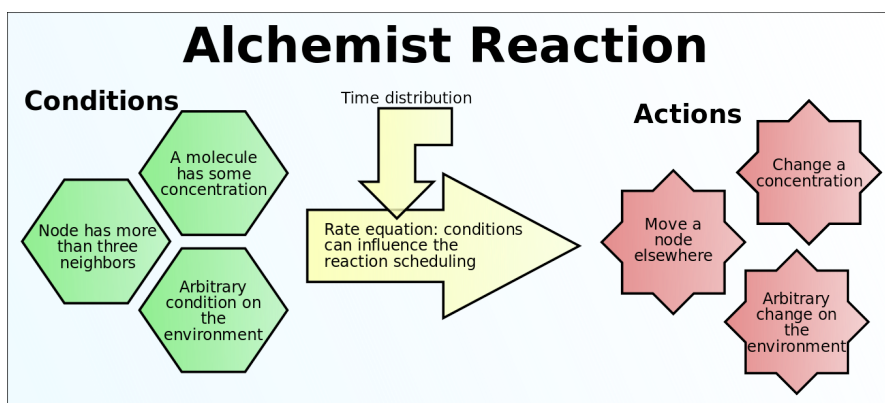 Alchemist Reaction
Conditions
A molecule
has some
concentration
Node has more
than three
neighbors
Arbitrary
condition on
the
environment
Time distribution
Rate equation: conditions
can influence the
reaction scheduling
Actions
Change a
concentration
Move a
node
elsewhere
Arbitrary
change on
the
environment